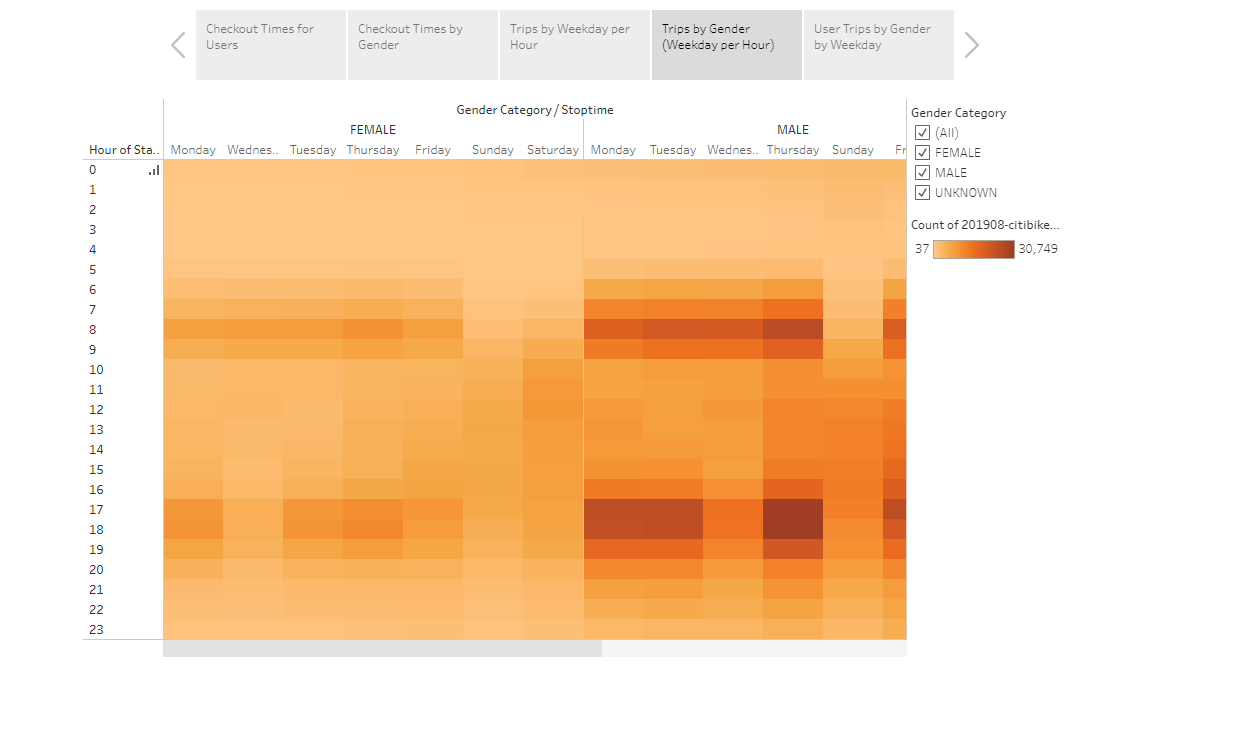 Checkout Times for
Users
Checkout Times by
Gender
Trips by Weekday per
Hour
Trips by Gender
(Weekday per Hour)
User Trips by Gender
by Weekday
Gender Category / Stoptime
FEMALE MALE
Hour of Sta.. Monday Wednes.. Tuesday Thursday Friday Sunday Saturday Monday Tuesday Wednes.. Thursday Sunday Fr
0
1
2
3
4
5
6
7
8
9
10
11
12
13
14
15
16
17
18
19
20
21
22
23
Gender Category
(All)
FEMALE
MALE
UNKNOWN
Count of 201908-citibike...
37 30,749